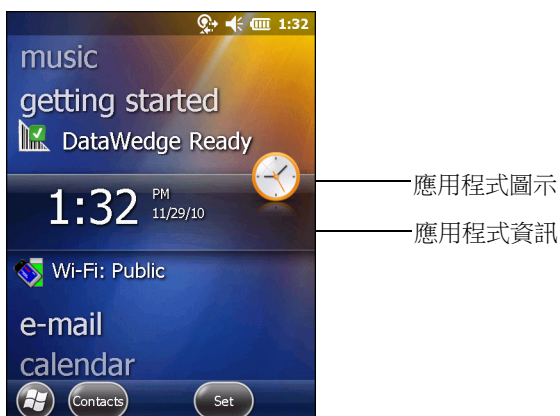 1:32
music
getting started
DataWedge Ready
應用程式圖示
1:32 PM
11/29/10
應用程式資訊
Wi-Fi: Public
e-mail
calendar
Contacts
Set